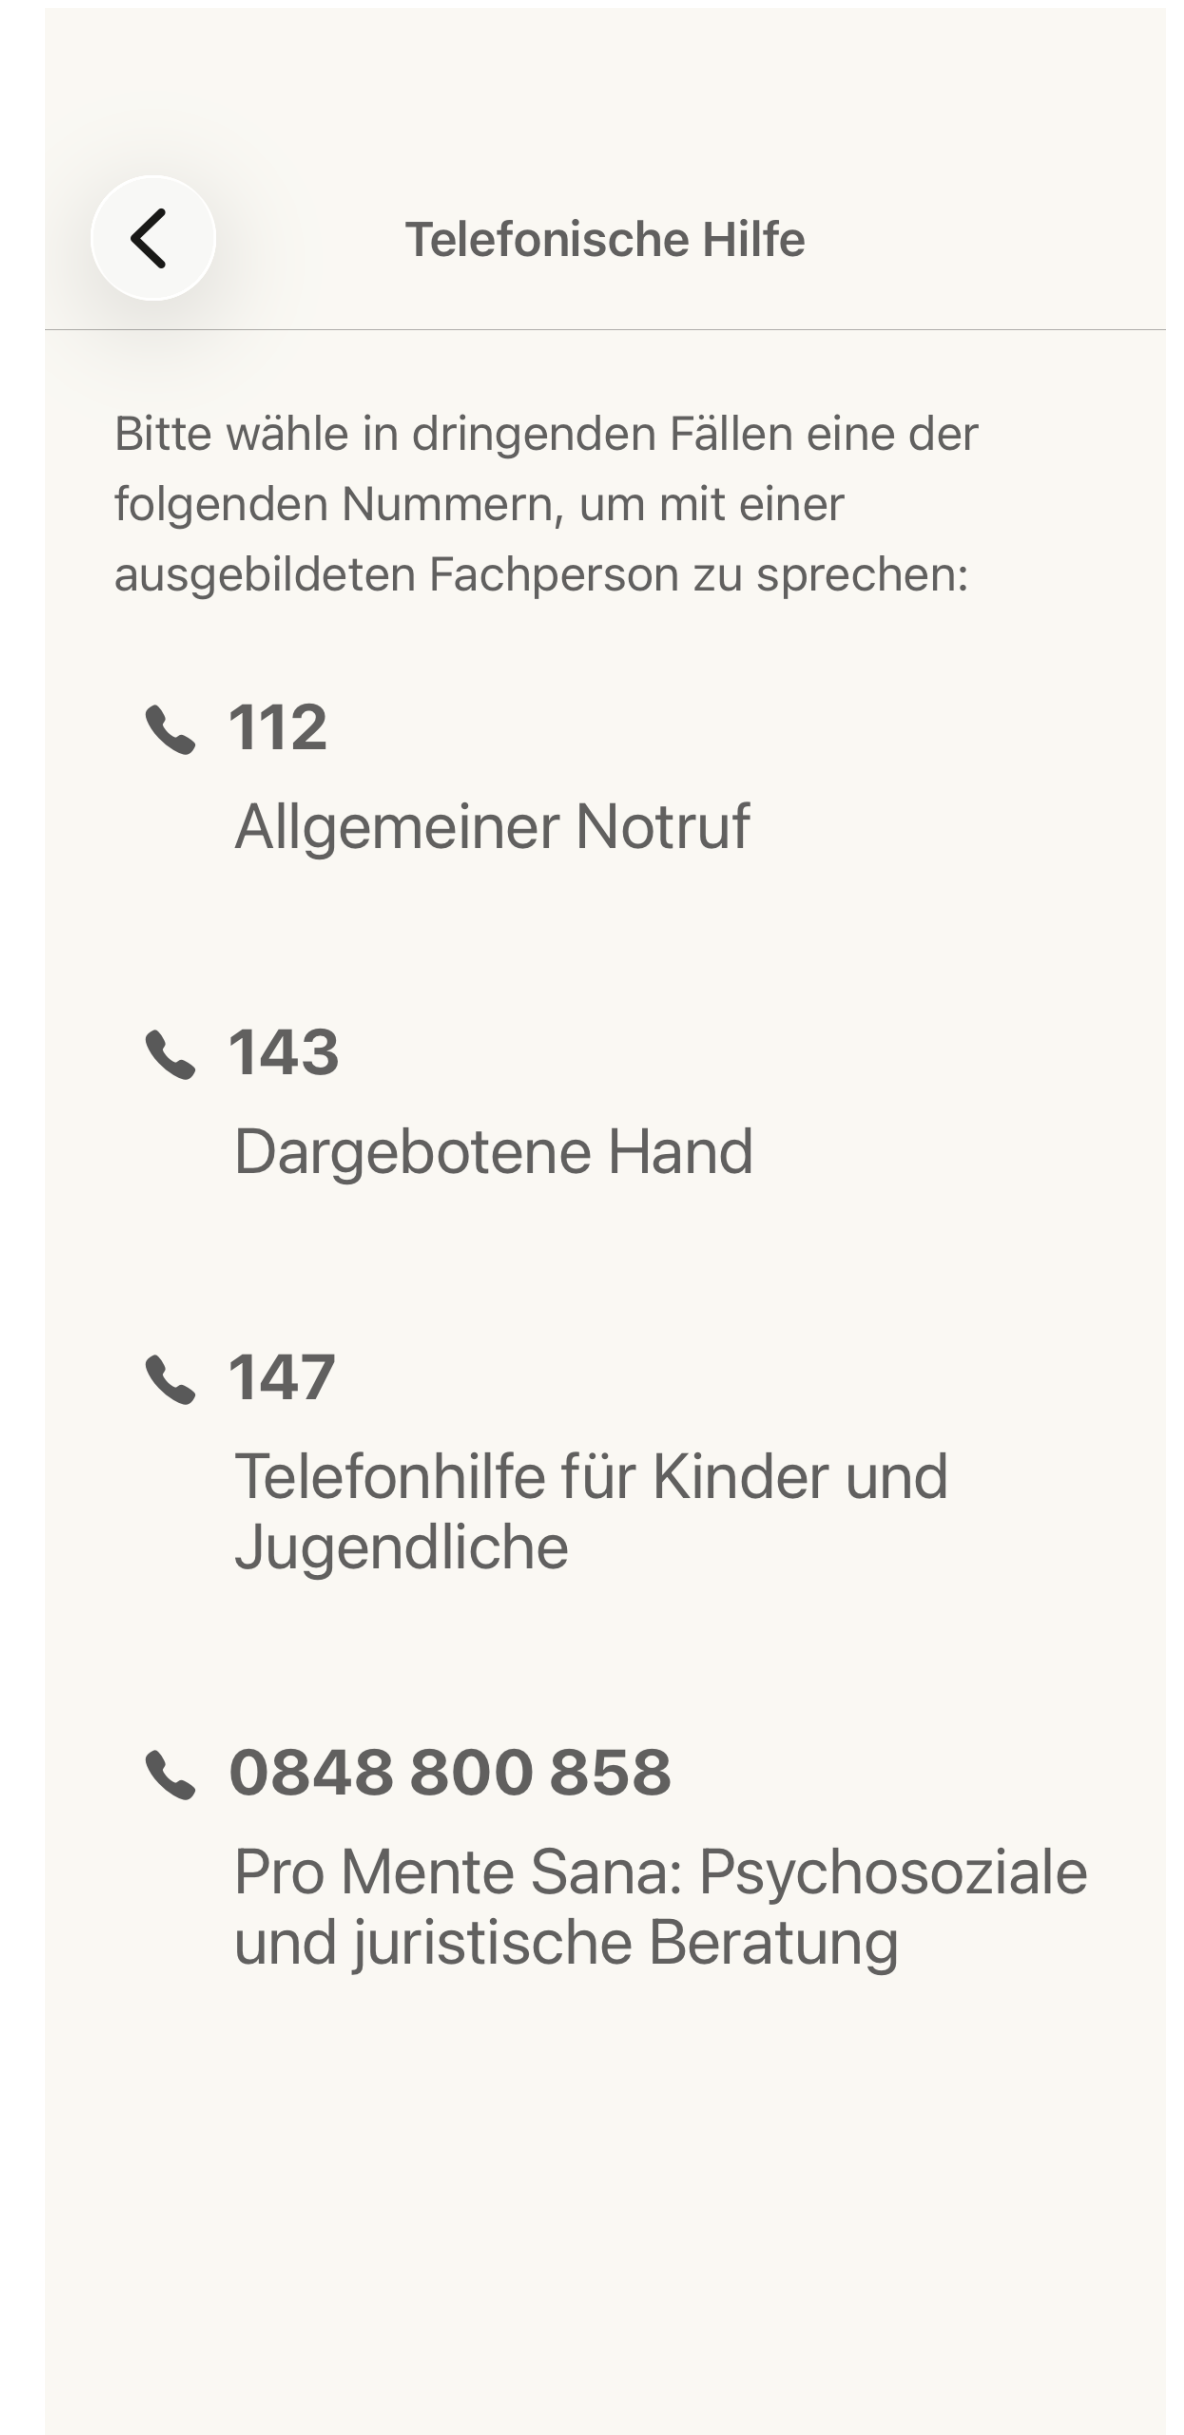 Telefonische Hilfe
Bitte wähle in dringenden Fällen eine der
folgenden Nummern, um mit einer
ausgebildeten Fachperson zu sprechen:
112
Allgemeiner Notruf
143
Dargebotene Hand
147
Telefonhilfe für Kinder und
Jugendliche
0848 800 858
Pro Mente Sana: Psychosoziale
und juristische Beratung